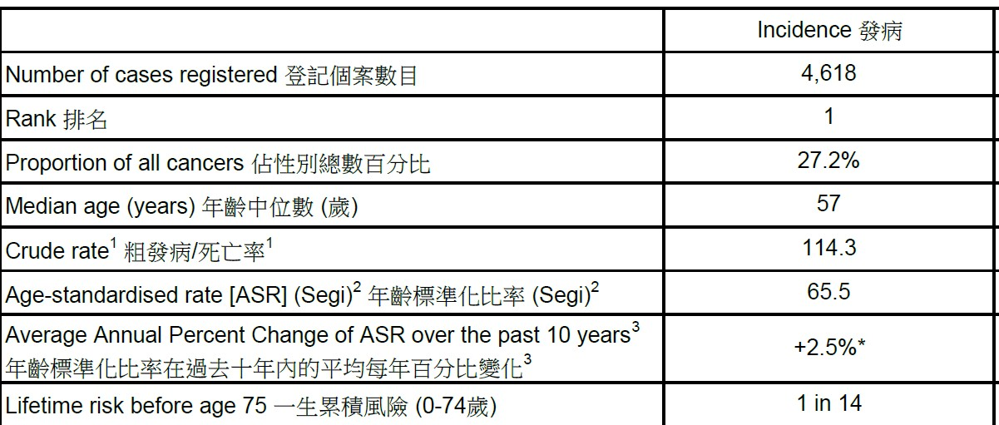 Incidence 發病
Number of cases registered 登記個案數目
4,618
Rank 排名
1
Proportion of all cancers 佔性別總數百分比
27.2%
Median age (years) 年齡中位數 (歲)
57
Crude rate¹ 粗發病/死亡率¹
114.3
Age-standardised rate [ASR] (Segi)² 年齡標準化比率 (Segi)²
65.5
Average Annual Percent Change of ASR over the past 10 years³
年齡標準化比率在過去十年內的平均每年百分比變化³
+2.5%*
Lifetime risk before age 75 一生累積風險 (0-74歲)
1 in 14